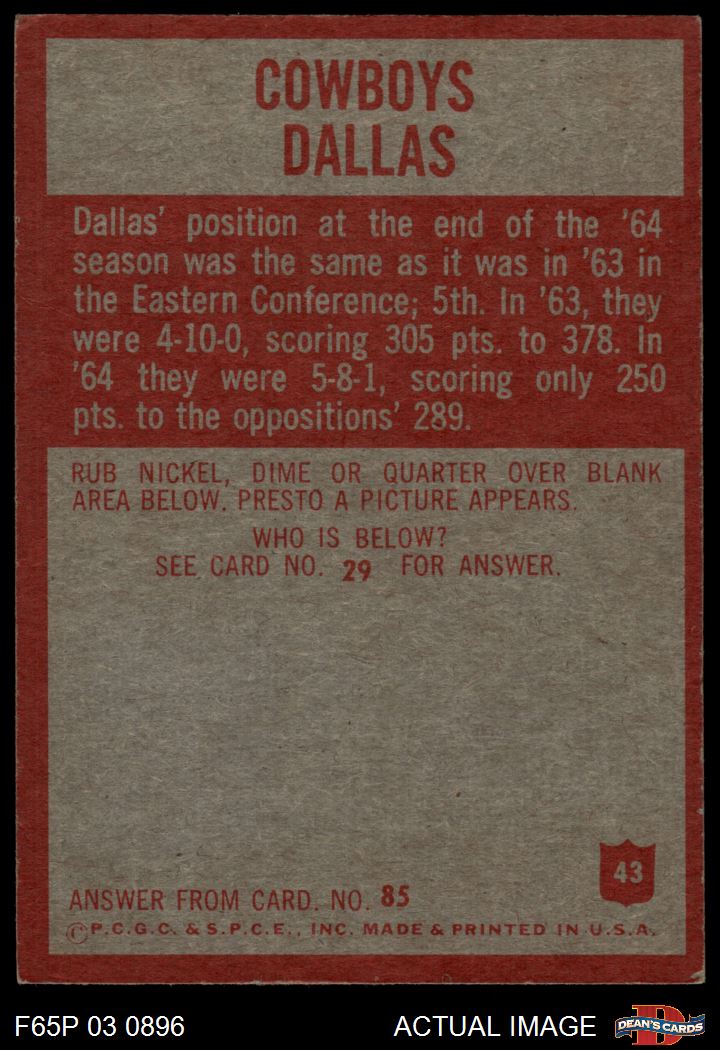 COWBOYS
DALLAS
Dallas' position at the end of the '64
season was the same as it was in '63 in
the Eastern Conference; 5th. In '63, they
were 4-10-0, scoring 305 pts. to 378. In
'64 they were 5-8-1, scoring only 250
pts. to the oppositions' 289.
RUB NICKEL, DIME OR QUARTER OVER BLANK
AREA BELOW. PRESTO A PICTURE APPEARS.
WHO IS BELOW?
SEE CARD NO. 29 FOR ANSWER.
43
ANSWER FROM CARD. NO. 85
©P.C.G.C. & S.P.C.E., INC. MADE & PRINTED IN U.S.A.
F65P 03 0896
ACTUAL IMAGE
D
DEAN'S CARDS